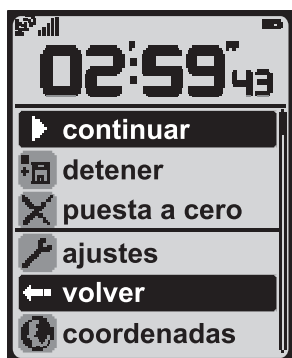 02:59"43
continuar
detener
puesta a cero
ajustes
volver
coordenadas